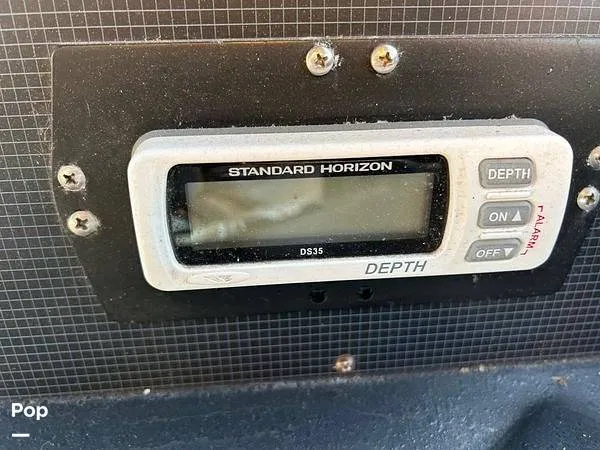 STANDARD HORIZON
DS35
DEPTH
DEPTH
ON ▲
OFF ▼
ALARM
Pop